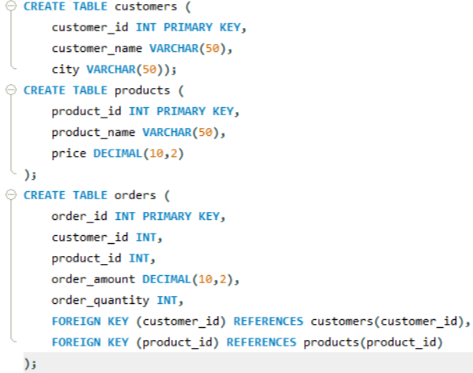 CREATE TABLE customers (
customer_id INT PRIMARY KEY,
customer_name VARCHAR(50),
city VARCHAR(50));
CREATE TABLE products (
product_id INT PRIMARY KEY,
product_name VARCHAR(50),
price DECIMAL(10,2)
);
CREATE TABLE orders (
order_id INT PRIMARY KEY,
customer_id INT,
product_id INT,
order_amount DECIMAL(10,2),
order_quantity INT,
FOREIGN KEY (customer_id) REFERENCES customers(customer_id),
FOREIGN KEY (product_id) REFERENCES products(product_id)
);